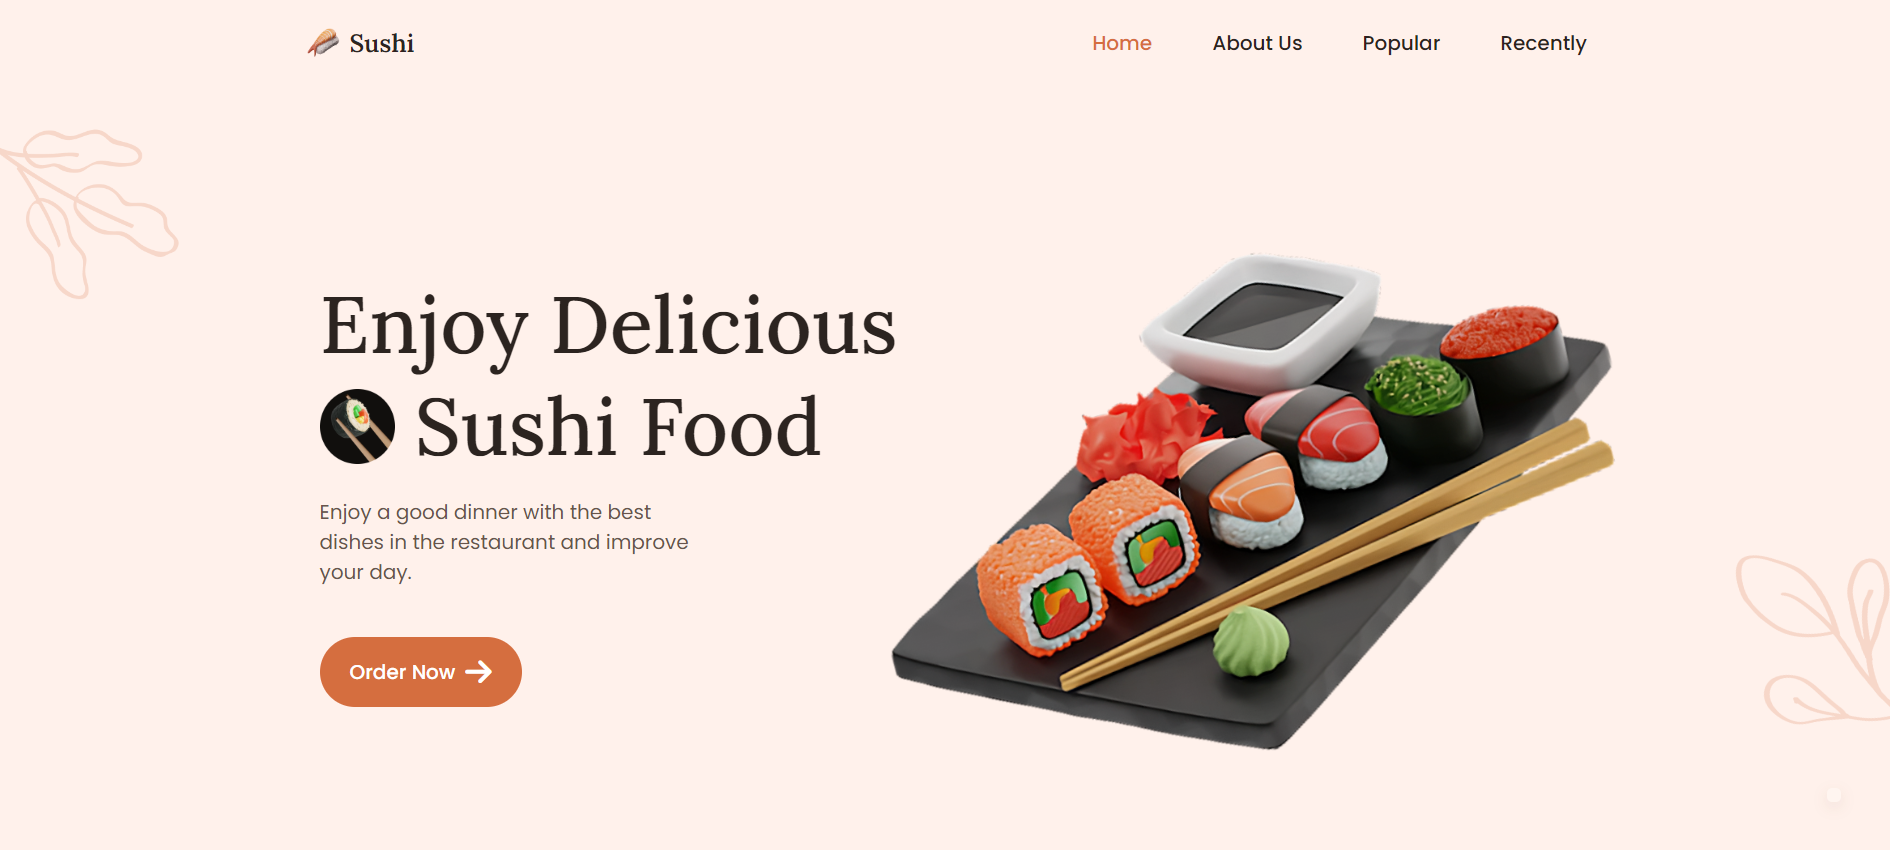 Sushi
Home
About Us
Popular
Recently
Enjoy Delicious
Sushi Food
Enjoy a good dinner with the best
dishes in the restaurant and improve
your day.
Order Now